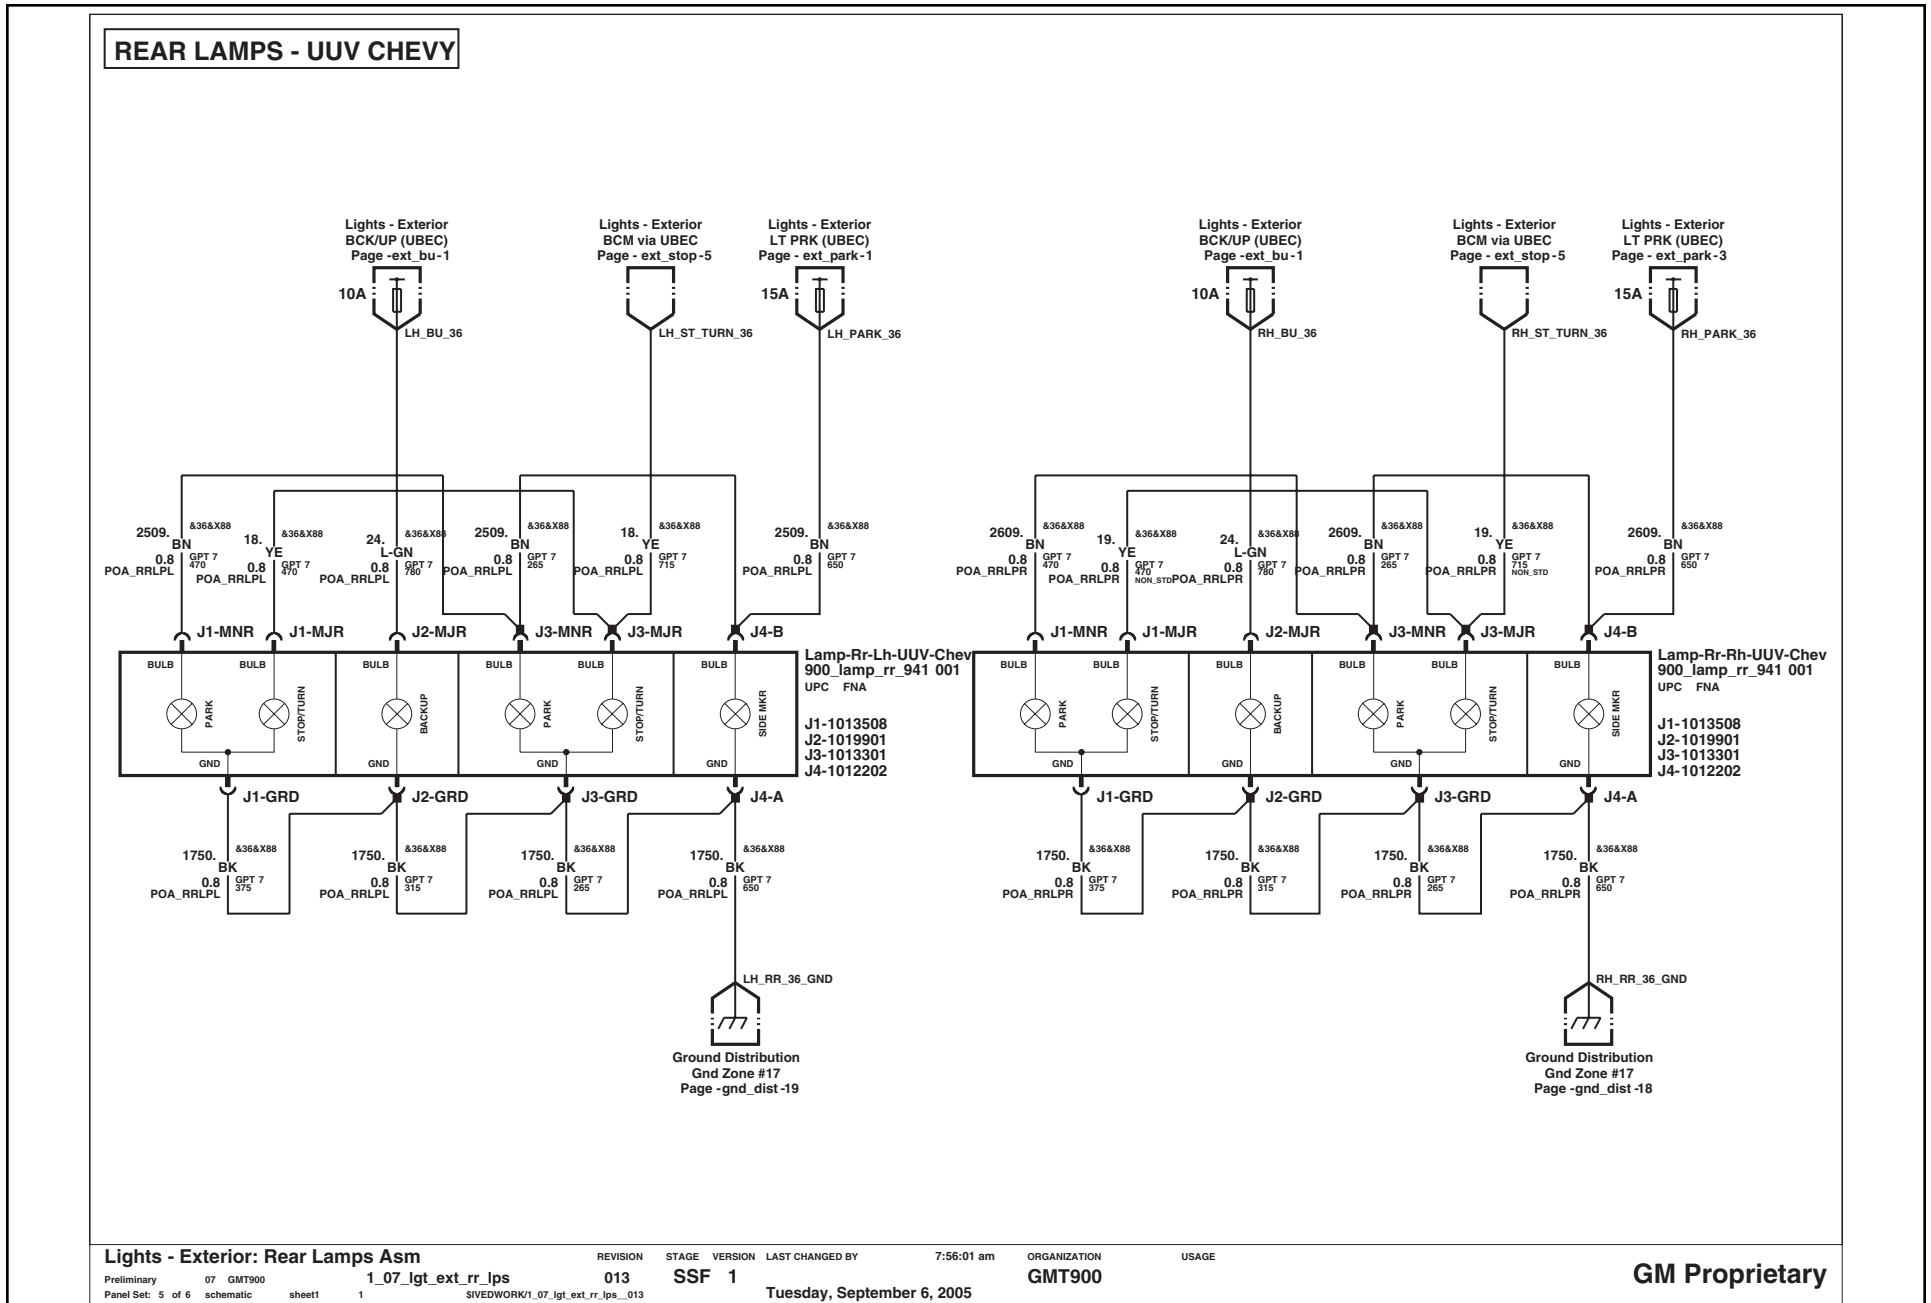 REAR LAMPS - UUV CHEVY
Lights - Exterior
BCK/UP (UBEC)
Page -ext_bu-1
10A
LH_BU_36
Lights - Exterior
BCM via UBEC
Page - ext_stop-5
LH_ST_TURN_36
Lights - Exterior
LT PRK (UBEC)
Page - ext_park-1
15A
LH_PARK_36
Lights - Exterior
BCK/UP (UBEC)
Page -ext_bu-1
10A
RH_BU_36
Lights - Exterior
BCM via UBEC
Page - ext_stop-5
RH_ST_TURN_36
Lights - Exterior
LT PRK (UBEC)
Page - ext_park-3
15A
RH_PARK_36
2509. &36&X88
BN
0.8 GPT 7
POA_RRLPL 470
18. &36&X88
YE
0.8 GPT 7
POA_RRLPL 470
24. &36&X88
L-GN
0.8 GPT 7
POA_RRLPL 780
2509. &36&X88
BN
0.8 GPT 7
POA_RRLPL 265
18. &36&X88
YE
0.8 GPT 7
POA_RRLPL 715
2509. &36&X88
BN
0.8 GPT 7
POA_RRLPL 650
2609. &36&X88
BN
0.8 GPT 7
POA_RRLPR 470
19. &36&X88
YE
0.8 GPT 7
POA_RRLPR 470
NON_STD
24. &36&X88
L-GN
0.8 GPT 7
POA_RRLPR 780
2609. &36&X88
BN
0.8 GPT 7
POA_RRLPR 265
19. &36&X88
YE
0.8 GPT 7
POA_RRLPR 715
NON_STD
2609. &36&X88
BN
0.8 GPT 7
POA_RRLPR 650
J1-MNR J1-MJR J2-MJR J3-MNR J3-MJR J4-B
BULB BULB BULB BULB BULB BULB
PARK STOP/TURN BACKUP PARK STOP/TURN SIDE MKR
GND GND GND GND
Lamp-Rr-Lh-UUV-Chev
900_lamp_rr_941 001
UPC FNA
J1-1013508
J2-1019901
J3-1013301
J4-1012202
J1-MNR J1-MJR J2-MJR J3-MNR J3-MJR J4-B
BULB BULB BULB BULB BULB BULB
PARK STOP/TURN BACKUP PARK STOP/TURN SIDE MKR
GND GND GND GND
Lamp-Rr-Rh-UUV-Chev
900_lamp_rr_941 001
UPC FNA
J1-1013508
J2-1019901
J3-1013301
J4-1012202
J1-GRD J2-GRD J3-GRD J4-A
J1-GRD J2-GRD J3-GRD J4-A
1750. &36&X88
BK
0.8 GPT 7
POA_RRLPL 375
1750. &36&X88
BK
0.8 GPT 7
POA_RRLPL 315
1750. &36&X88
BK
0.8 GPT 7
POA_RRLPL 265
1750. &36&X88
BK
0.8 GPT 7
POA_RRLPL 650
1750. &36&X88
BK
0.8 GPT 7
POA_RRLPR 375
1750. &36&X88
BK
0.8 GPT 7
POA_RRLPR 315
1750. &36&X88
BK
0.8 GPT 7
POA_RRLPR 265
1750. &36&X88
BK
0.8 GPT 7
POA_RRLPR 650
LH_RR_36_GND
Ground Distribution
Gnd Zone #17
Page -gnd_dist -19
RH_RR_36_GND
Ground Distribution
Gnd Zone #17
Page -gnd_dist -18
Lights - Exterior: Rear Lamps Asm REVISION STAGE VERSION LAST CHANGED BY 7:56:01 am ORGANIZATION USAGE
Preliminary 07 GMT900 1_07_lgt_ext_rr_lps 013 SSF 1 GMT900 GM Proprietary
Panel Set: 5 of 6 schematic sheet1 1 $IVEDWORK/1_07_lgt_ext_rr_lps__013 Tuesday, September 6, 2005